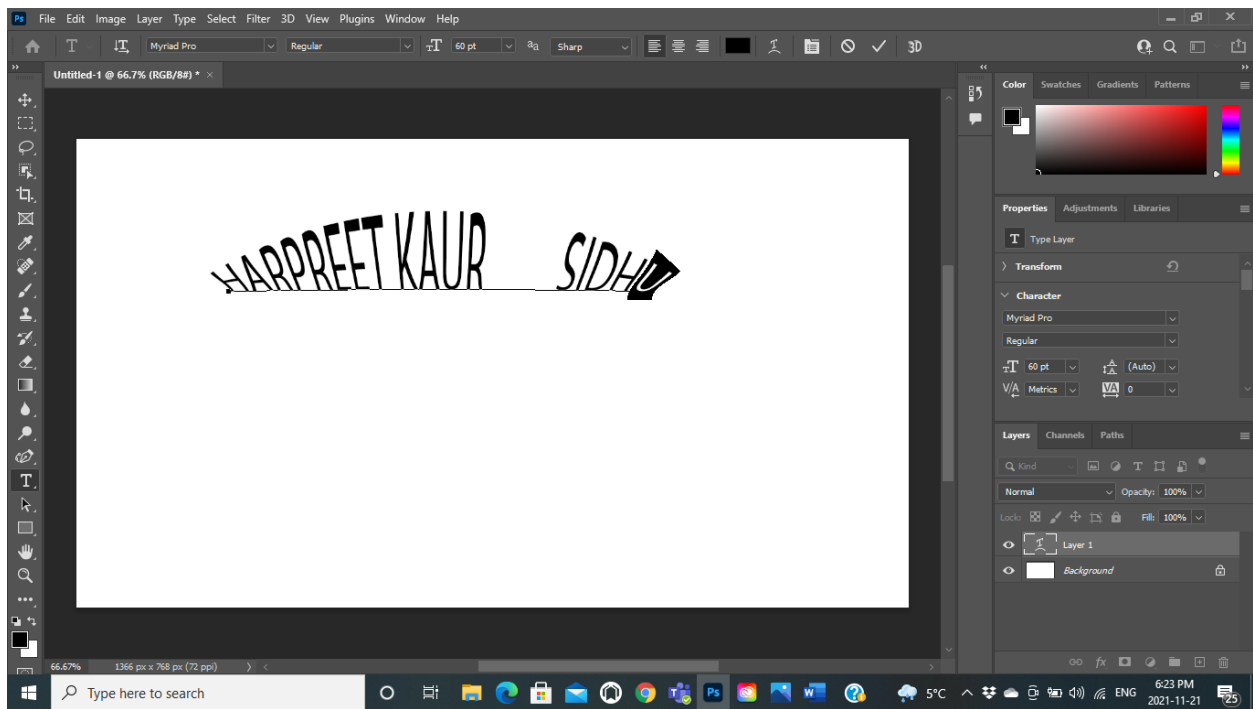 Ps File Edit Image Layer Type Select Filter 3D View Plugins Window Help
T Myriad Pro Regular 60 pt aa Sharp 3D
Untitled-1 @ 66.7% (RGB/8#) * ×
HARPREET KAUR SIDHU
66.67% 1366 px x 768 px (72 ppi)
Color Swatches Gradients Patterns
Properties Adjustments Libraries
T Type Layer
Transform
Character
Myriad Pro
Regular
60 pt (Auto)
Metrics 0
Layers Channels Paths
Kind
Normal Opacity: 100%
Lock: Fill: 100%
Layer 1
Background
fx
Type here to search
5°C ENG 6:23 PM
2021-11-21
25